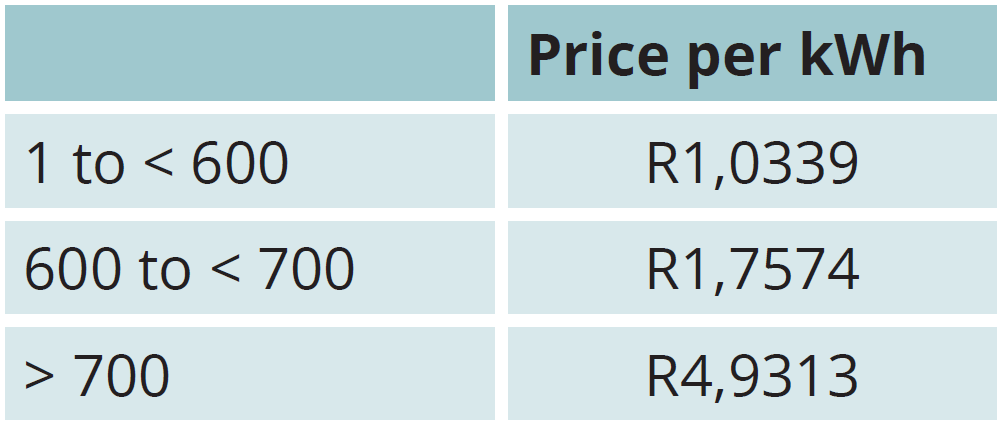 Price per kWh
1 to < 600 R1,0339
600 to < 700 R1,7574
> 700 R4,9313